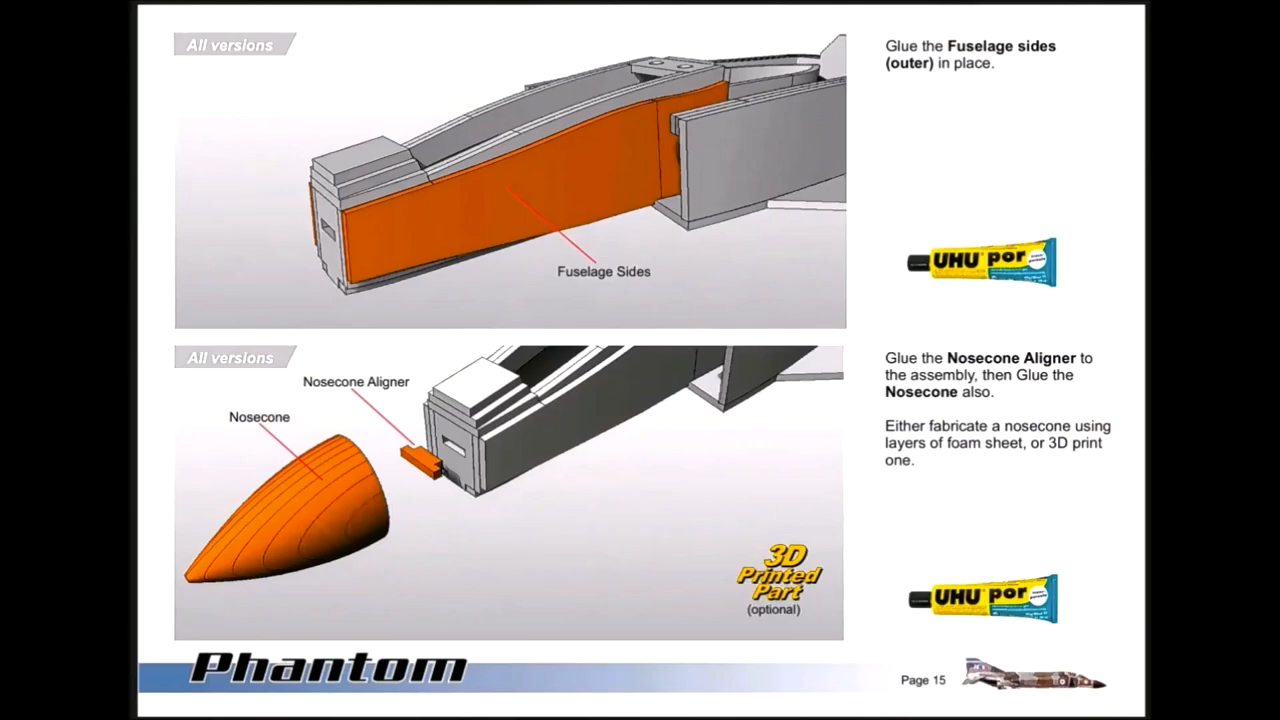 All versions
Glue the Fuselage sides
(outer) in place.
Fuselage Sides
UHU por
All versions
Glue the Nosecone Aligner to
the assembly, then Glue the
Nosecone also.
Either fabricate a nosecone using
layers of foam sheet, or 3D print
one.
Nosecone Aligner
Nosecone
3D
Printed
Part
(optional)
UHU por
Phantom
Page 15